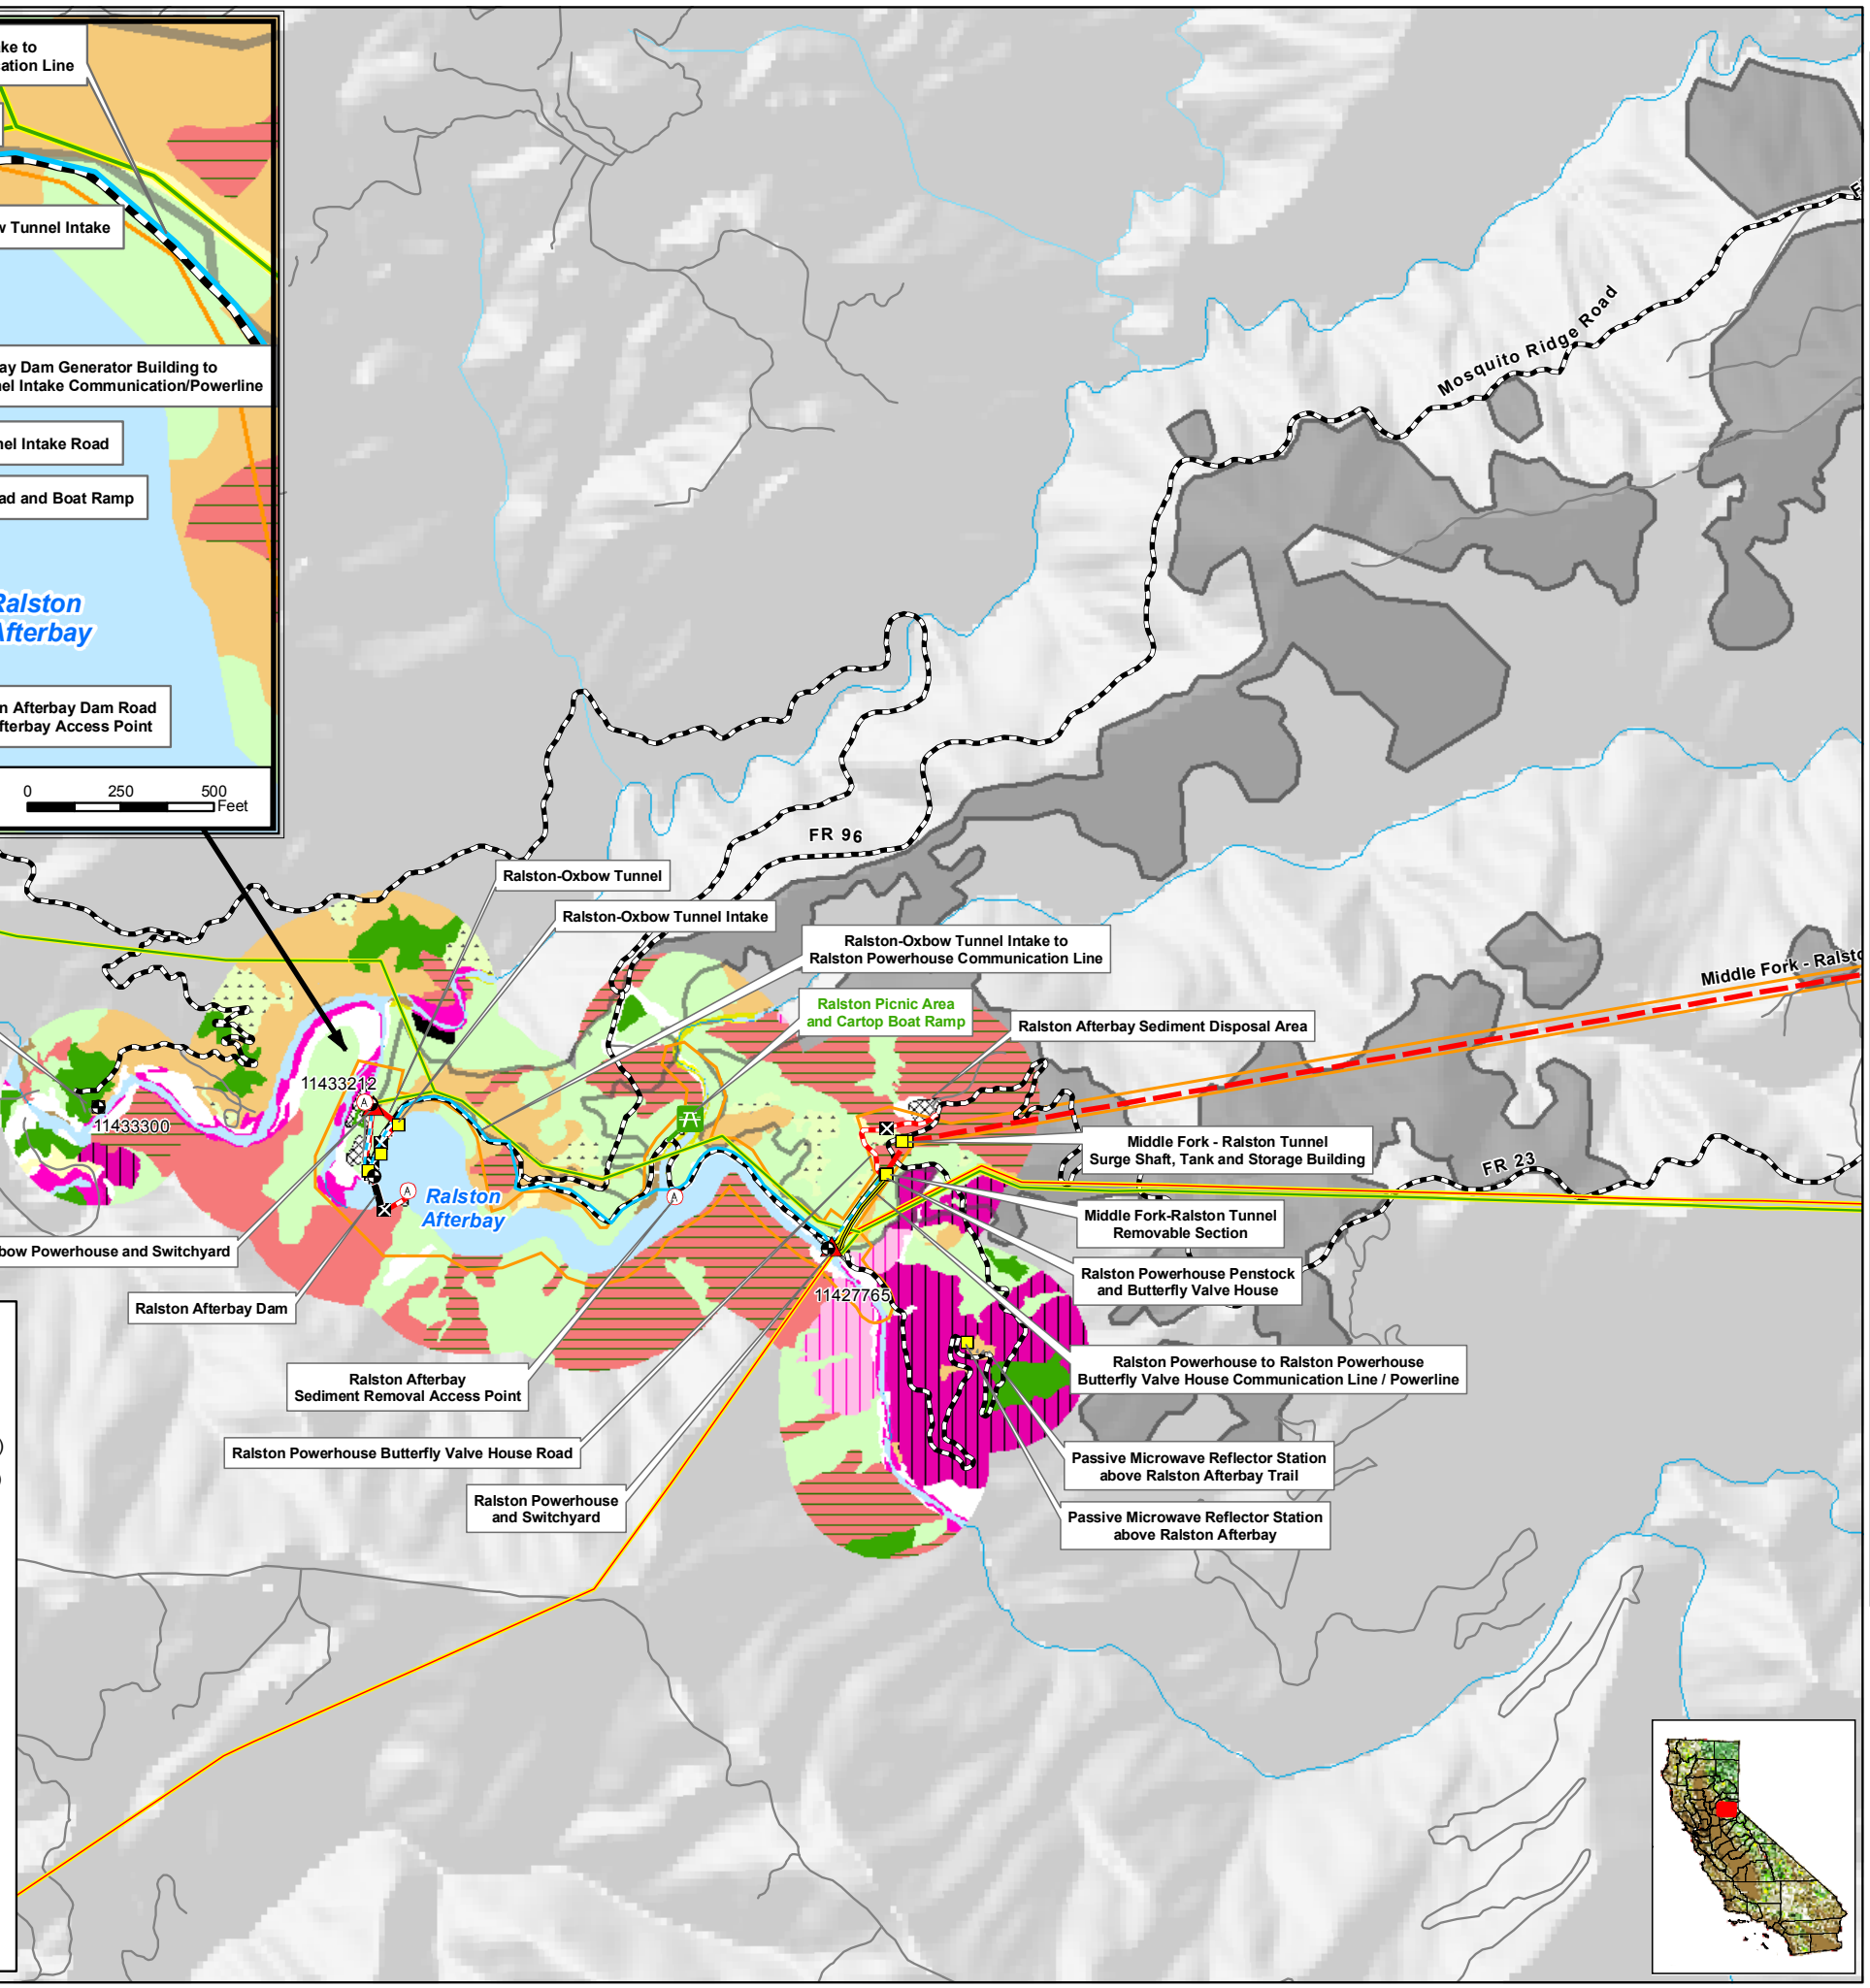 ke to
ation Line
Tunnel Intake
ay Dam Generator Building to
nel Intake Communication/Powerline
nel Intake Road
ad and Boat Ramp
Ralston
Afterbay
n Afterbay Dam Road
fterbay Access Point
0 250 500
Feet
Mosquito Ridge Road
FR 96
Ralston-Oxbow Tunnel
Ralston-Oxbow Tunnel Intake
Ralston-Oxbow Tunnel Intake to
Ralston Powerhouse Communication Line
Ralston Picnic Area
and Cartop Boat Ramp
Ralston Afterbay Sediment Disposal Area
Middle Fork - Ralsto
11433212
11433300
Middle Fork - Ralston Tunnel
Surge Shaft, Tank and Storage Building
FR 23
Ralston
Afterbay
Middle Fork-Ralston Tunnel
Removable Section
bow Powerhouse and Switchyard
Ralston Powerhouse Penstock
and Butterfly Valve House
11427765
Ralston Afterbay Dam
Ralston Powerhouse to Ralston Powerhouse
Butterfly Valve House Communication Line / Powerline
Ralston Afterbay
Sediment Removal Access Point
Ralston Powerhouse Butterfly Valve House Road
Passive Microwave Reflector Station
above Ralston Afterbay Trail
Ralston Powerhouse
and Switchyard
Passive Microwave Reflector Station
above Ralston Afterbay
A
A
A